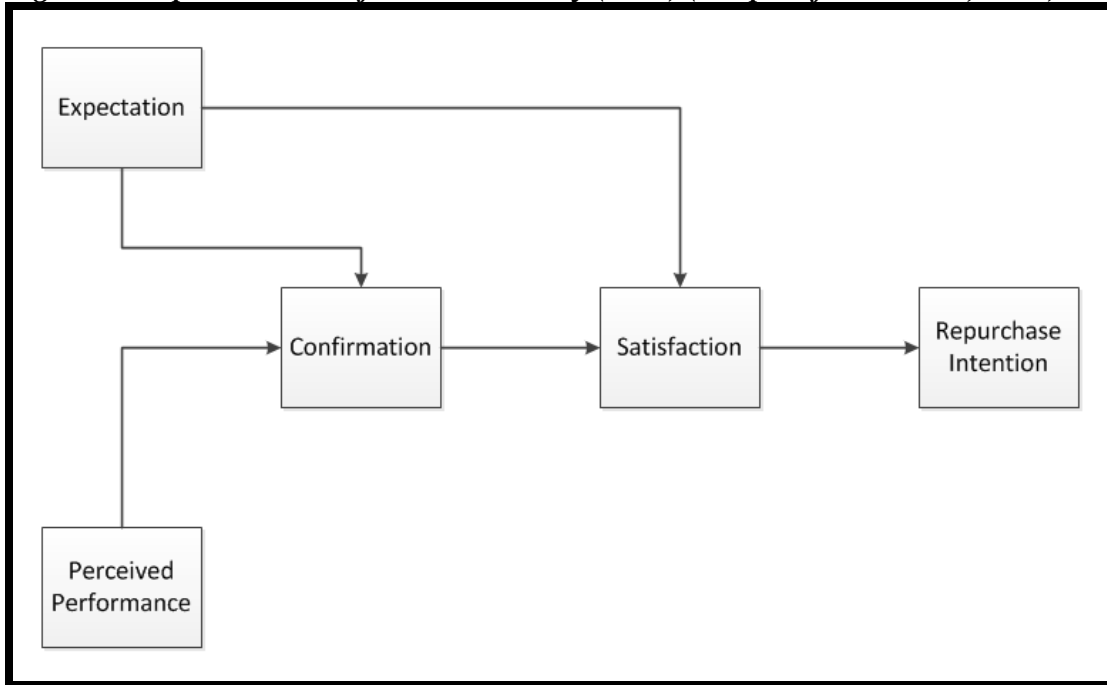 Expectation
Confirmation
Satisfaction
Repurchase
Intention
Perceived
Performance